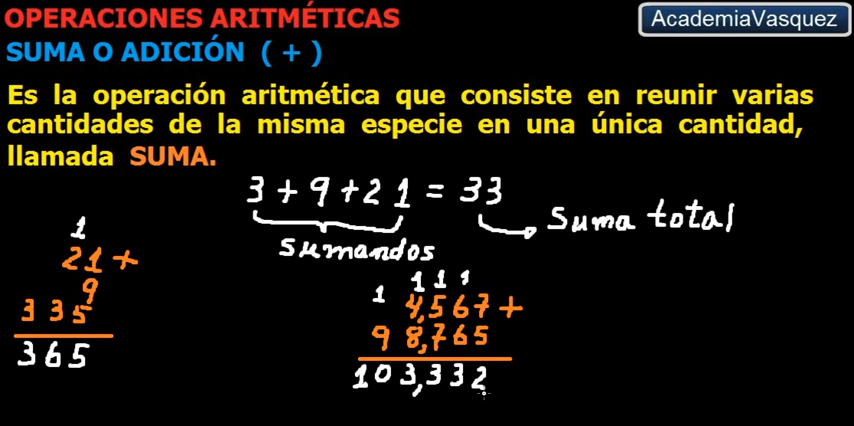 OPERACIONES ARITMÉTICAS
AcademiaVasquez
SUMA O ADICIÓN ( + )
Es la operación aritmética que consiste en reunir varias
cantidades de la misma especie en una única cantidad,
llamada SUMA.
3 + 9 + 21 = 33
sumandos
Suma total
1
21 +
9
335
365
1 1 1 1
4,567 +
98,765
103,332